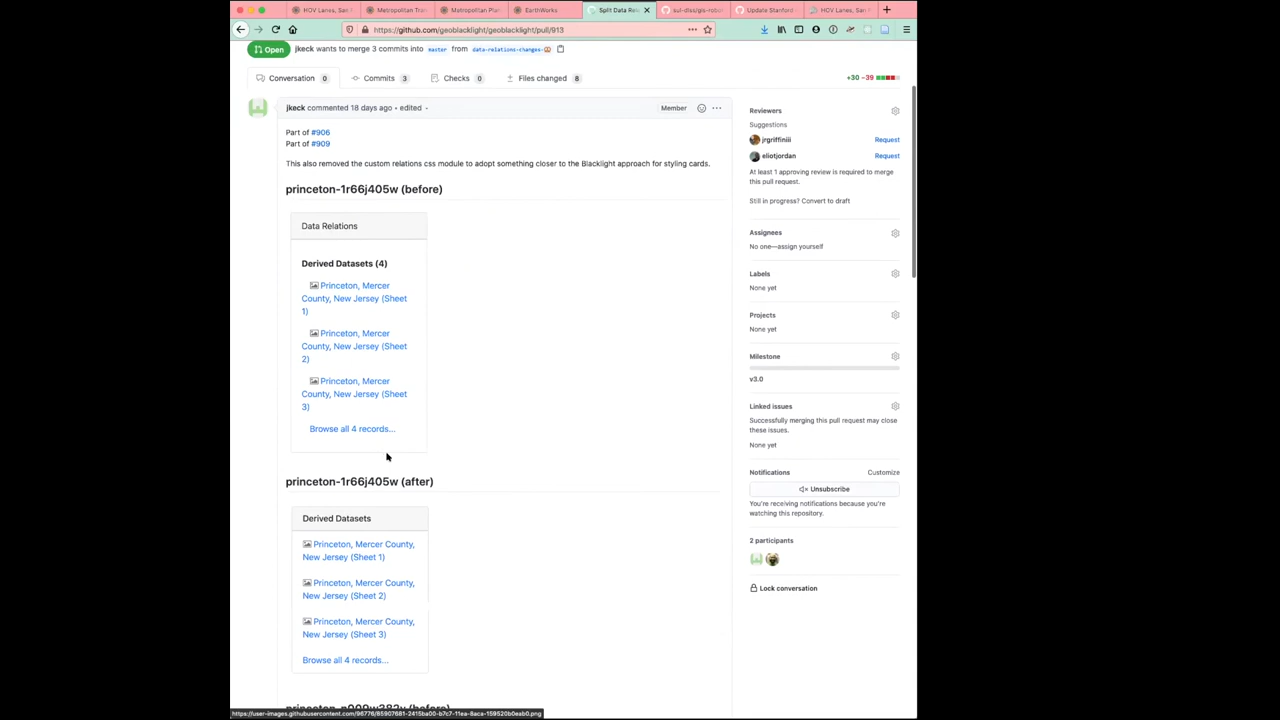 HOV Lanes, San
Metropolitan Tra
Metropolitan Pla
EarthWorks
Split Data Rel
sul-dlss/gis-robo
Update Stanford
HOV Lanes, San
https://github.com/geoblacklight/geoblacklight/pull/913
Open
jkeck wants to merge 3 commits into master from data-relations-changes-
Conversation 0
Commits 3
Checks 0
Files changed 8
+30 −39
jkeck commented 18 days ago • edited
Member
Part of #906
Part of #909
This also removed the custom relations css module to adopt something closer to the Blacklight approach for styling cards.
princeton-1r66j405w (before)
Data Relations
Derived Datasets (4)
Princeton, Mercer
County, New Jersey (Sheet
1)
Princeton, Mercer
County, New Jersey (Sheet
2)
Princeton, Mercer
County, New Jersey (Sheet
3)
Browse all 4 records...
princeton-1r66j405w (after)
Derived Datasets
Princeton, Mercer County,
New Jersey (Sheet 1)
Princeton, Mercer County,
New Jersey (Sheet 2)
Princeton, Mercer County,
New Jersey (Sheet 3)
Browse all 4 records...
Reviewers
Suggestions
jrgriffiniii
Request
eliotjordan
Request
At least 1 approving review is required to merge
this pull request.
Still in progress? Convert to draft
Assignees
No one—assign yourself
Labels
None yet
Projects
None yet
Milestone
v3.0
Linked issues
Successfully merging this pull request may close
these issues.
None yet
Notifications
Customize
Unsubscribe
You're receiving notifications because you're
watching this repository.
2 participants
Lock conversation